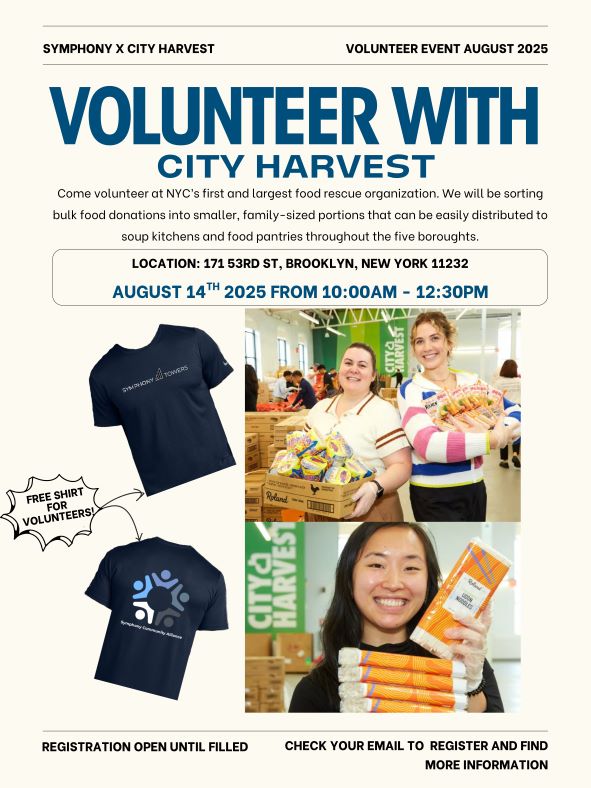 SYMPHONY X CITY HARVEST
VOLUNTEER EVENT AUGUST 2025
VOLUNTEER WITH
CITY HARVEST
Come volunteer at NYC's first and largest food rescue organization. We will be sorting
bulk food donations into smaller, family-sized portions that can be easily distributed to
soup kitchens and food pantries throughout the five boroughts.
LOCATION: 171 53RD ST, BROOKLYN, NEW YORK 11232
AUGUST 14TH 2025 FROM 10:00AM - 12:30PM
SYMPHONY TOWERS
CITY
HARVEST
Roland
FREE SHIRT
FOR
VOLUNTEERS!
Symphony Community Alliance
CITY
HARVEST
Roland
UDON
NOODLES
REGISTRATION OPEN UNTIL FILLED
CHECK YOUR EMAIL TO REGISTER AND FIND
MORE INFORMATION